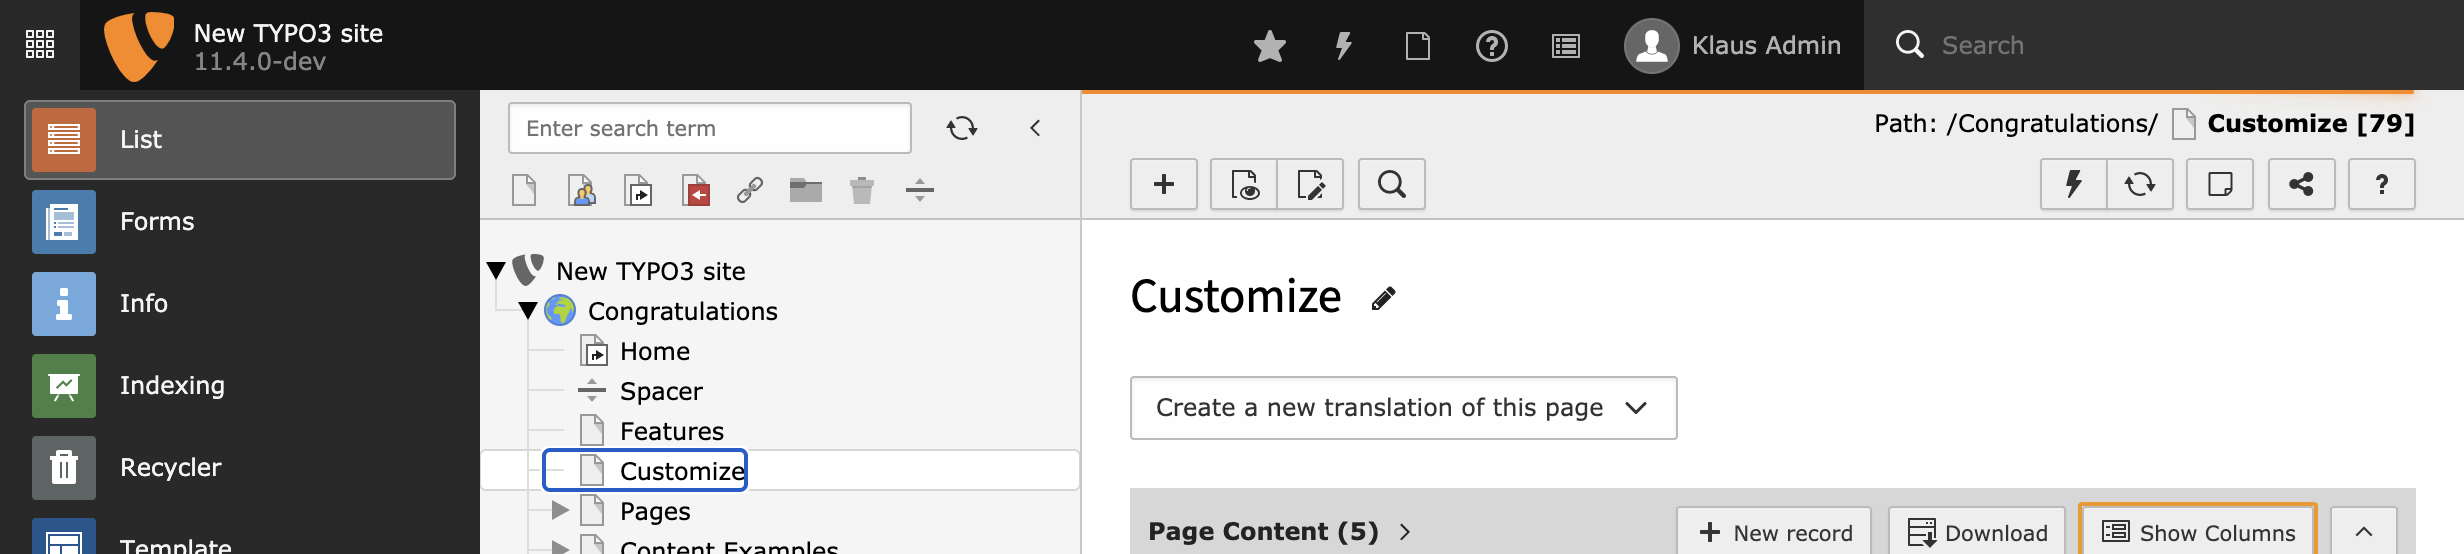 New TYPO3 site
11.4.0-dev
Klaus Admin
Search
List
Forms
Info
Indexing
Recycler
Template
Enter search term
New TYPO3 site
Congratulations
Home
Spacer
Features
Customize
Pages
Content Examples
Path: /Congratulations/ Customize [79]
Customize
Create a new translation of this page
Page Content (5)
New record
Download
Show Columns